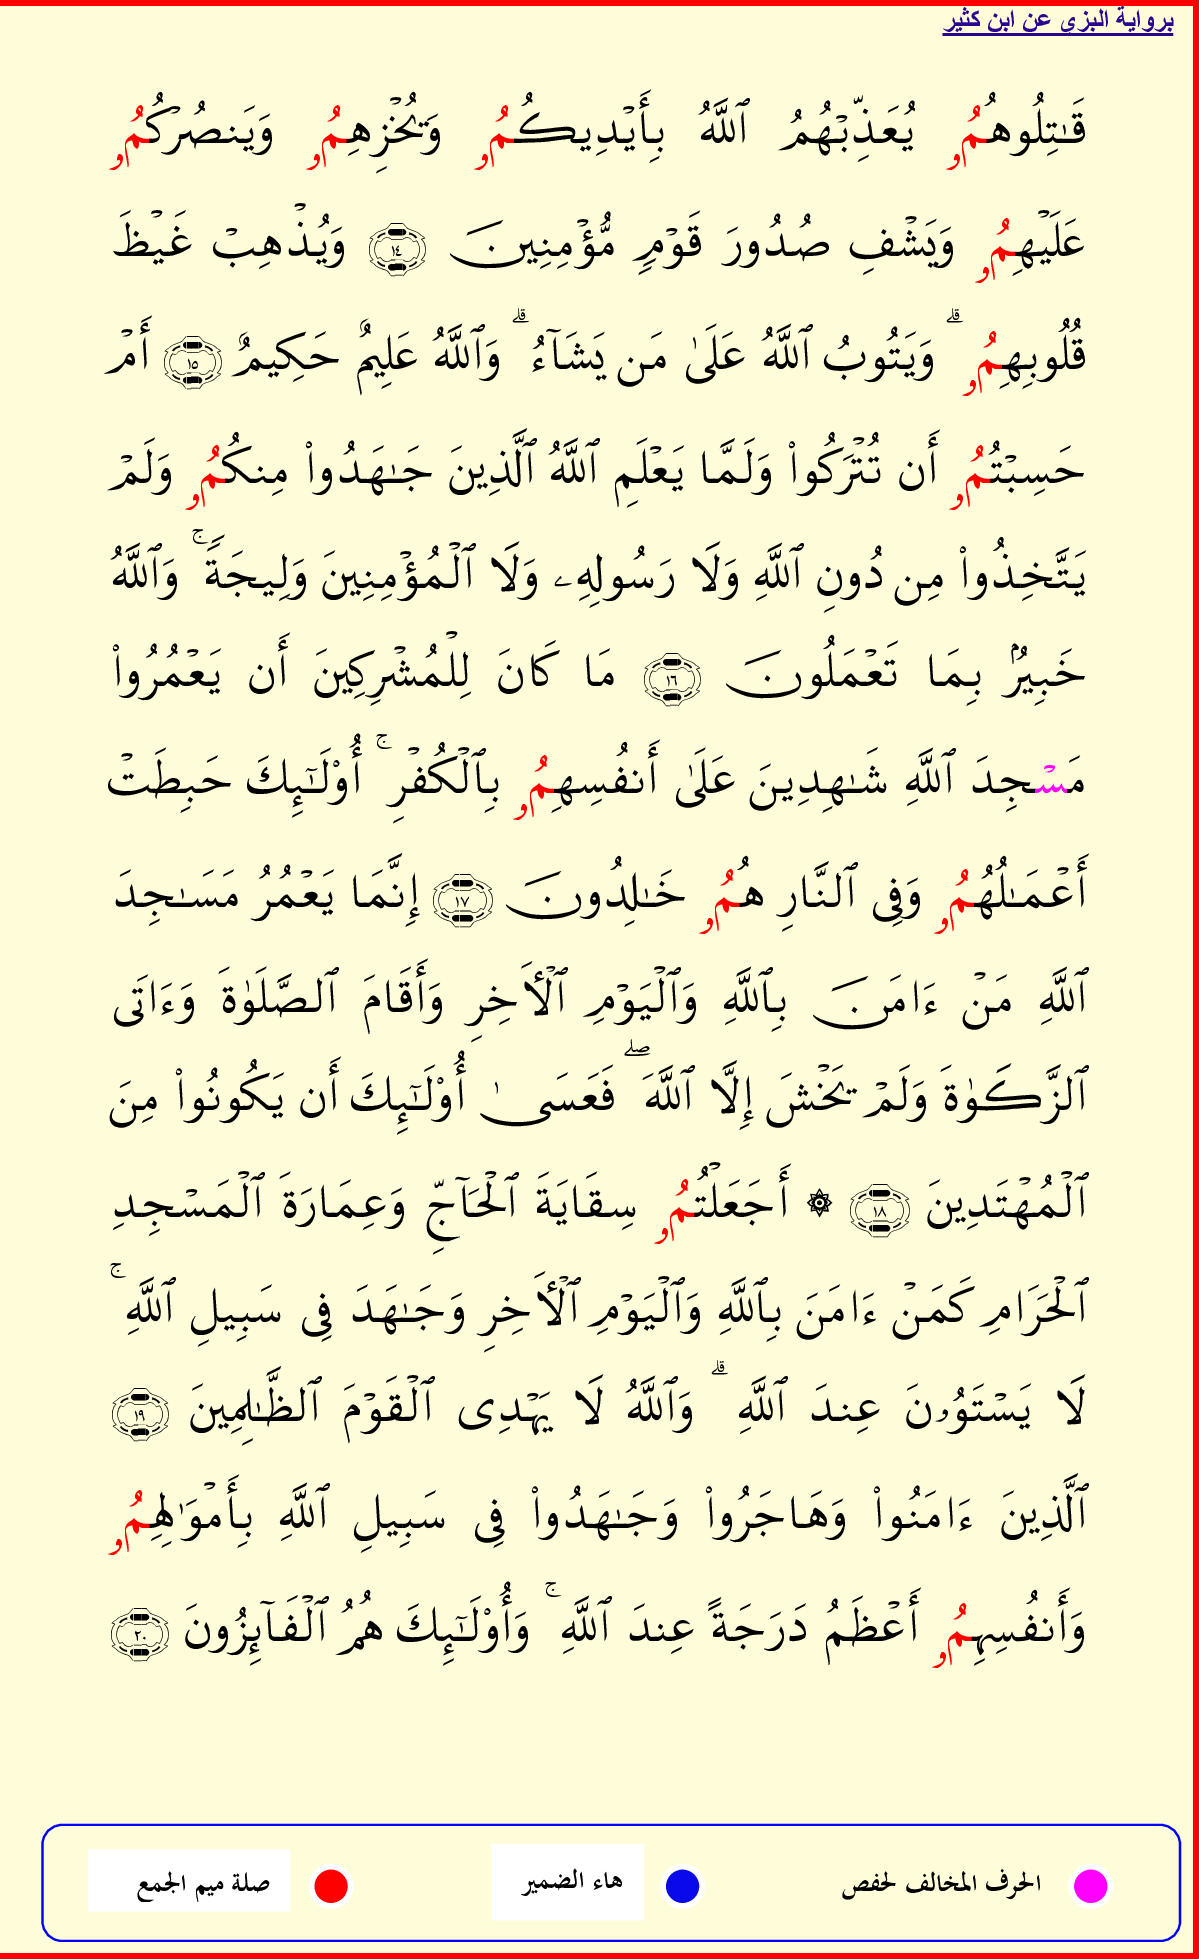 برواية البزى عن ابن كثير
قَـٰتِلُوهُمُۥ يُعَذِّبْهُمُ ٱللَّهُ بِأَيْدِيكُمُۥ وَيُخْزِهِمُۥ وَيَنصُرْكُمُۥ
عَلَيْهِمُۥ وَيَشْفِ صُدُورَ قَوْمٍ مُّؤْمِنِينَ ١٤ وَيُذْهِبْ غَيْظَ
قُلُوبِهِمُۥ ۗ وَيَتُوبُ ٱللَّهُ عَلَىٰ مَن يَشَآءُ ۗ وَٱللَّهُ عَلِيمٌ حَكِيمٌ ١٥ أَمْ
حَسِبْتُمُۥ أَن تُتْرَكُوا۟ وَلَمَّا يَعْلَمِ ٱللَّهُ ٱلَّذِينَ جَـٰهَدُوا۟ مِنكُمُۥ وَلَمْ
يَتَّخِذُوا۟ مِن دُونِ ٱللَّهِ وَلَا رَسُولِهِۦ وَلَا ٱلْمُؤْمِنِينَ وَلِيجَةً ۚ وَٱللَّهُ
خَبِيرٌۢ بِمَا تَعْمَلُونَ ١٦ مَا كَانَ لِلْمُشْرِكِينَ أَن يَعْمُرُوا۟
مَسْجِدَ ٱللَّهِ شَـٰهِدِينَ عَلَىٰٓ أَنفُسِهِمُۥ بِٱلْكُفْرِ ۚ أُو۟لَـٰٓئِكَ حَبِطَتْ
أَعْمَـٰلُهُمُۥ وَفِى ٱلنَّارِ هُمُۥ خَـٰلِدُونَ ١٧ إِنَّمَا يَعْمُرُ مَسَـٰجِدَ
ٱللَّهِ مَنْ ءَامَنَ بِٱللَّهِ وَٱلْيَوْمِ ٱلْـَٔاخِرِ وَأَقَامَ ٱلصَّلَوٰةَ وَءَاتَى
ٱلزَّكَوٰةَ وَلَمْ يَخْشَ إِلَّا ٱللَّهَ ۖ فَعَسَىٰٓ أُو۟لَـٰٓئِكَ أَن يَكُونُوا۟ مِنَ
ٱلْمُهْتَدِينَ ١٨ ۞ أَجَعَلْتُمُۥ سِقَايَةَ ٱلْحَآجِّ وَعِمَارَةَ ٱلْمَسْجِدِ
ٱلْحَرَامِ كَمَنْ ءَامَنَ بِٱللَّهِ وَٱلْيَوْمِ ٱلْـَٔاخِرِ وَجَـٰهَدَ فِى سَبِيلِ ٱللَّهِ ۚ
لَا يَسْتَوُۥنَ عِندَ ٱللَّهِ ۗ وَٱللَّهُ لَا يَهْدِى ٱلْقَوْمَ ٱلظَّـٰلِمِينَ ١٩
ٱلَّذِينَ ءَامَنُوا۟ وَهَاجَرُوا۟ وَجَـٰهَدُوا۟ فِى سَبِيلِ ٱللَّهِ بِأَمْوَٰلِهِمُۥ
وَأَنفُسِهِمُۥ أَعْظَمُ دَرَجَةً عِندَ ٱللَّهِ ۚ وَأُو۟لَـٰٓئِكَ هُمُ ٱلْفَآئِزُونَ ٢٠
الحرف المخالف لحفص هاء الضمير صلة ميم الجمع